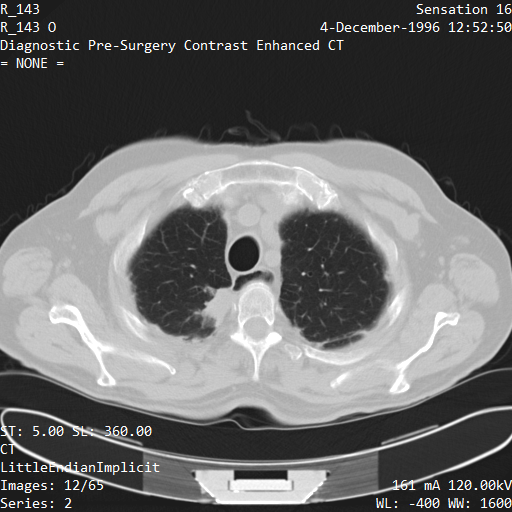 R_143
Sensation 16
R_143 O
4-December-1996 12:52:50
Diagnostic Pre-Surgery Contrast Enhanced CT
= NONE =
ST: 5.00 SL: 360.00
CT
LittleEndianImplicit
Images: 12/65
161 mA 120.00kV
Series: 2
WL: -400 WW: 1600